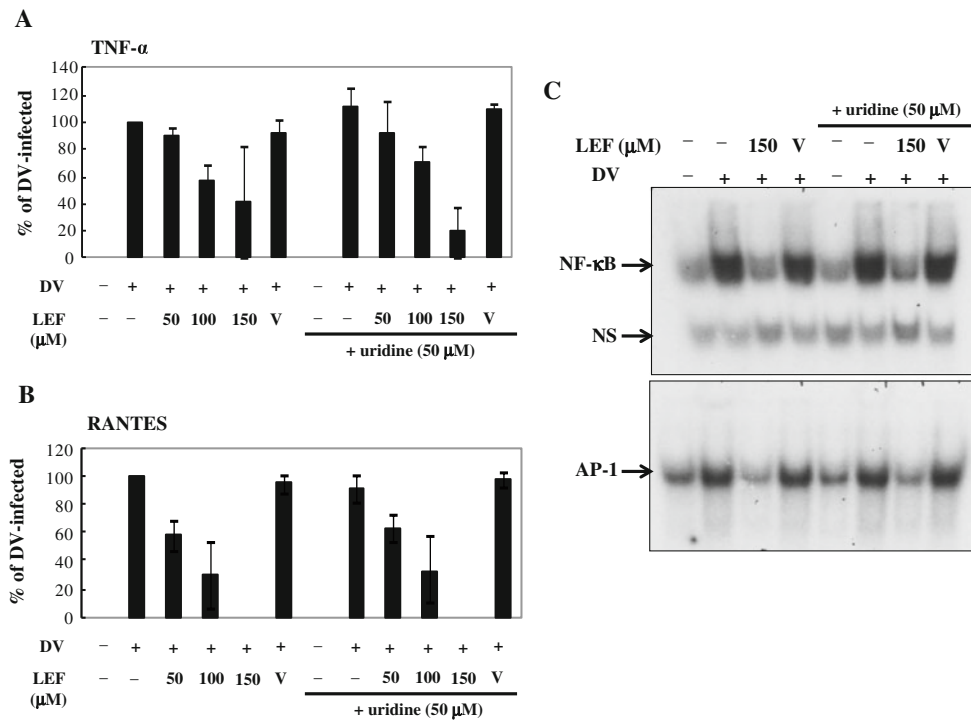 A
TNF-α
% of DV-infected
140
120
100
80
60
40
20
0
DV – + + + + + – + + + + +
LEF (μM) – – 50 100 150 V – – 50 100 150 V
+ uridine (50 μM)
B
RANTES
% of DV-infected
120
100
80
60
40
20
0
DV – + + + + + – + + + + +
LEF (μM) – – 50 100 150 V – – 50 100 150 V
+ uridine (50 μM)
C
+ uridine (50 μM)
LEF (μM) – – 150 V – – 150 V
DV – + + + – + + +
NF-κB
NS
AP-1